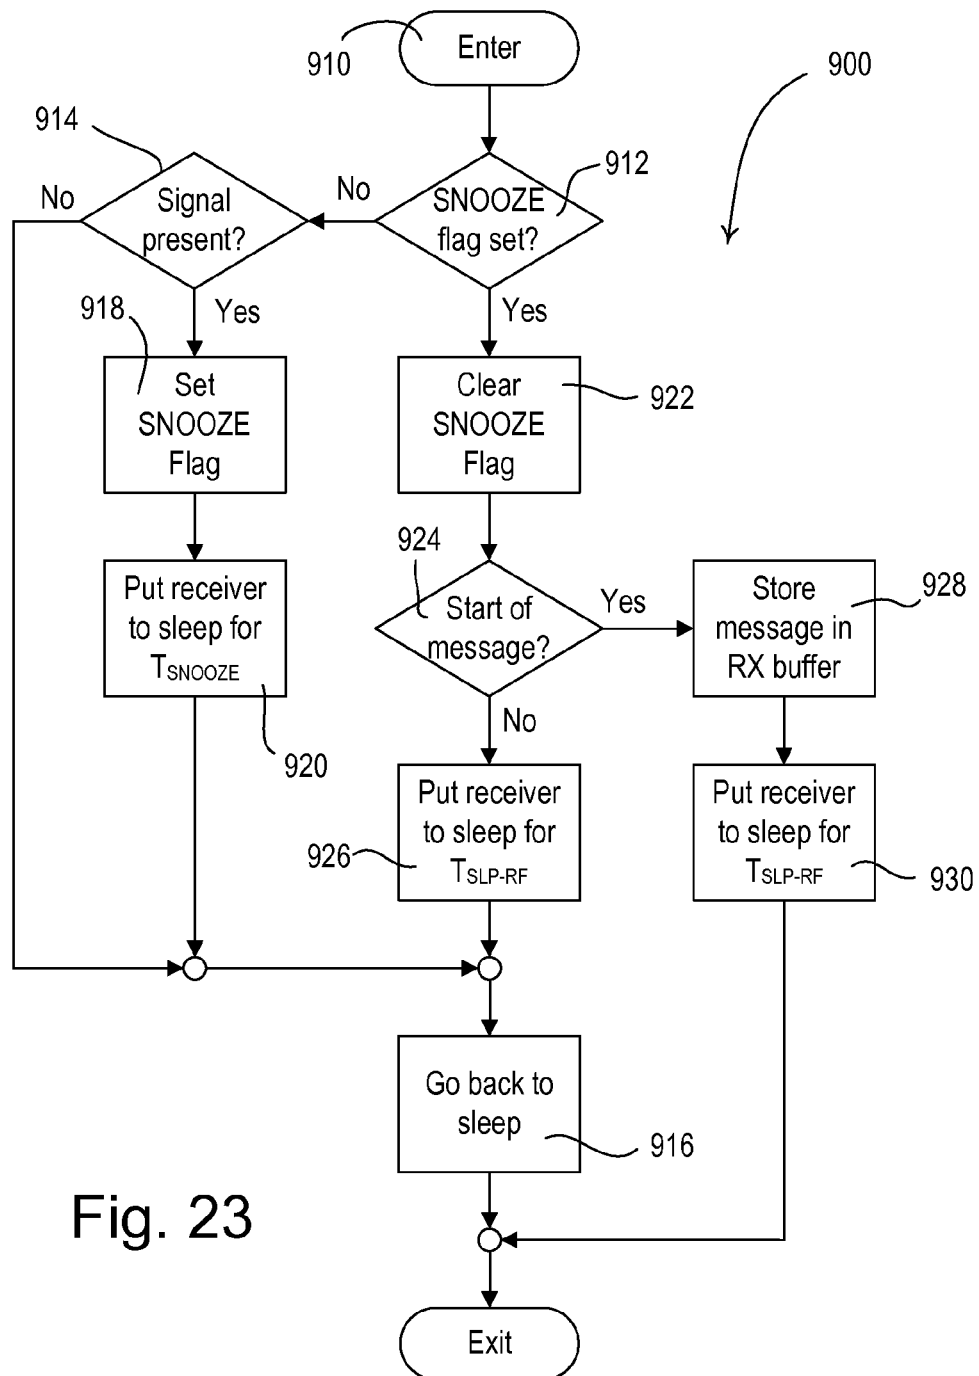 Enter
910
900
914
912
No
Signal
present?
No
SNOOZE
flag set?
918
Yes
Yes
Set
SNOOZE
Flag
Clear
SNOOZE
Flag
922
924
Put receiver
to sleep for
TSNOOZE
Start of
message?
Yes
Store
message in
RX buffer
928
No
920
Put receiver
to sleep for
TSLP-RF
926
Put receiver
to sleep for
TSLP-RF
930
Go back to
sleep
916
Fig. 23
Exit